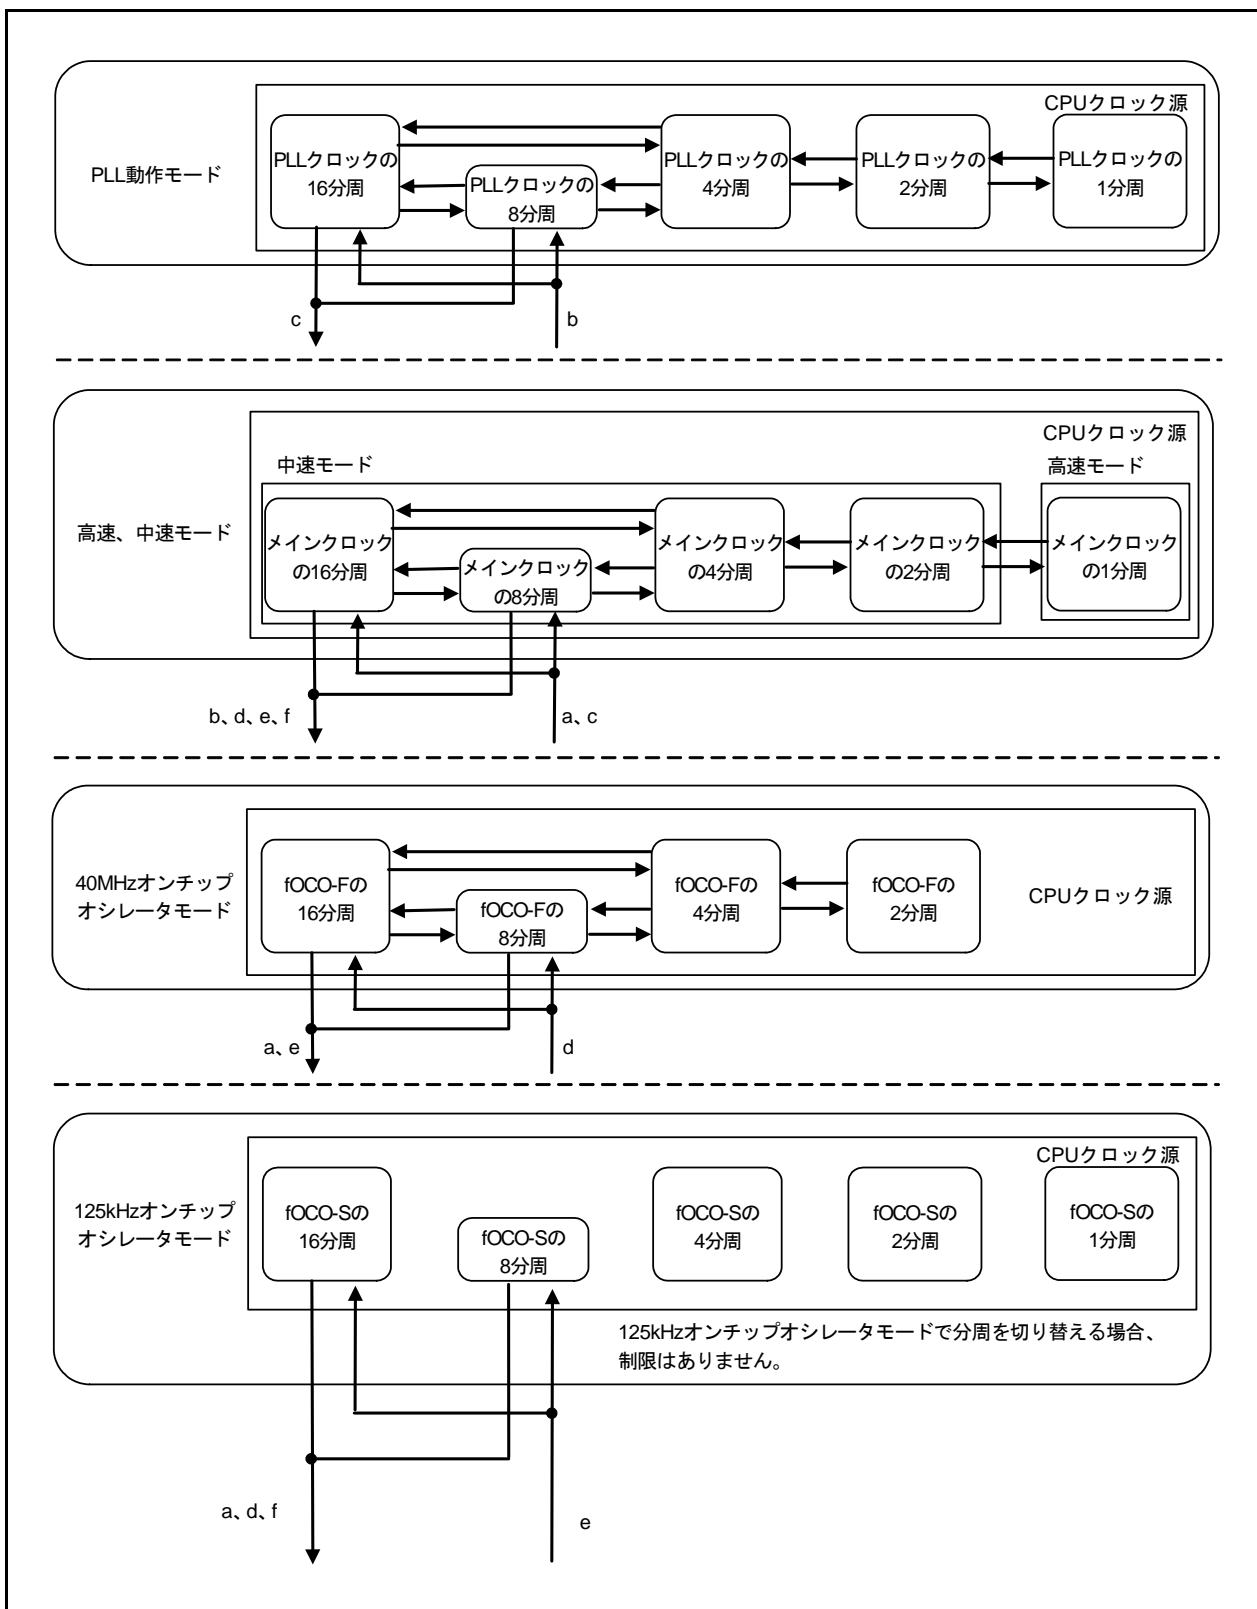 CPUクロック源
PLL動作モード
PLLクロックの
16分周
PLLクロックの
8分周
PLLクロックの
4分周
PLLクロックの
2分周
PLLクロックの
1分周
c
b
CPUクロック源
中速モード
高速モード
高速、中速モード
メインクロック
の16分周
メインクロック
の8分周
メインクロック
の4分周
メインクロック
の2分周
メインクロック
の1分周
b、d、e、f
a、c
40MHzオンチップ
オシレータモード
fOCO-Fの
16分周
fOCO-Fの
8分周
fOCO-Fの
4分周
fOCO-Fの
2分周
CPUクロック源
a、e
d
CPUクロック源
125kHzオンチップ
オシレータモード
fOCO-Sの
16分周
fOCO-Sの
8分周
fOCO-Sの
4分周
fOCO-Sの
2分周
fOCO-Sの
1分周
125kHzオンチップオシレータモードで分周を切り替える場合、
制限はありません。
a、d、f
e